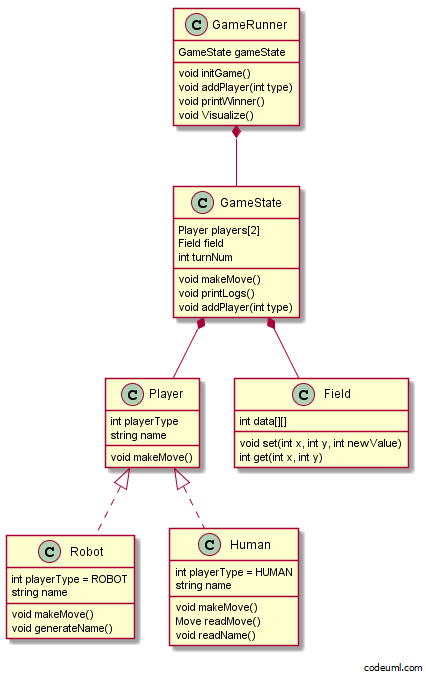 C GameRunner
GameState gameState
void initGame()
void addPlayer(int type)
void printWinner()
void Visualize()
C GameState
Player players[2]
Field field
int turnNum
void makeMove()
void printLogs()
void addPlayer(int type)
C Player
int playerType
string name
void makeMove()
C Field
int data[][]
void set(int x, int y, int newValue)
int get(int x, int y)
C Robot
int playerType = ROBOT
string name
void makeMove()
void generateName()
C Human
int playerType = HUMAN
string name
void makeMove()
Move readMove()
void readName()
codeuml.com